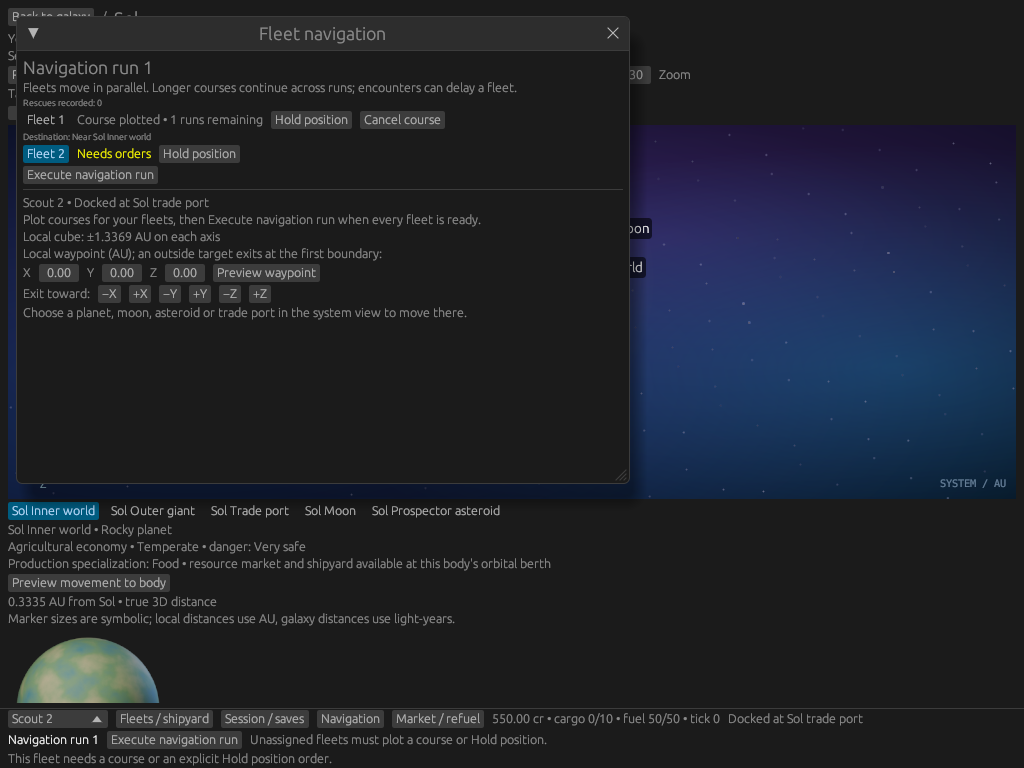 Fleet navigation
Navigation run 1
Fleets move in parallel. Longer courses continue across runs; encounters can delay a fleet.
30 Zoom
Rescues recorded: 0
Fleet 1 Course plotted • 1 runs remaining Hold position Cancel course
Destination: Near Sol Inner world
Fleet 2 Needs orders Hold position
Execute navigation run
Scout 2 • Docked at Sol trade port
Plot courses for your fleets, then Execute navigation run when every fleet is ready.
Local cube: ±1.3369 AU on each axis
Local waypoint (AU); an outside target exits at the first boundary:
X 0.00 Y 0.00 Z 0.00 Preview waypoint
Exit toward: −X +X −Y +Y −Z +Z
Choose a planet, moon, asteroid or trade port in the system view to move there.
SYSTEM / AU
Sol Inner world Sol Outer giant Sol Trade port Sol Moon Sol Prospector asteroid
Sol Inner world • Rocky planet
Agricultural economy • Temperate • danger: Very safe
Production specialization: Food • resource market and shipyard available at this body's orbital berth
Preview movement to body
0.3335 AU from Sol • true 3D distance
Marker sizes are symbolic; local distances use AU, galaxy distances use light-years.
Scout 2 Fleets / shipyard Session / saves Navigation Market / refuel 550.00 cr • cargo 0/10 • fuel 50/50 • tick 0 Docked at Sol trade port
Navigation run 1 Execute navigation run Unassigned fleets must plot a course or Hold position.
This fleet needs a course or an explicit Hold position order.